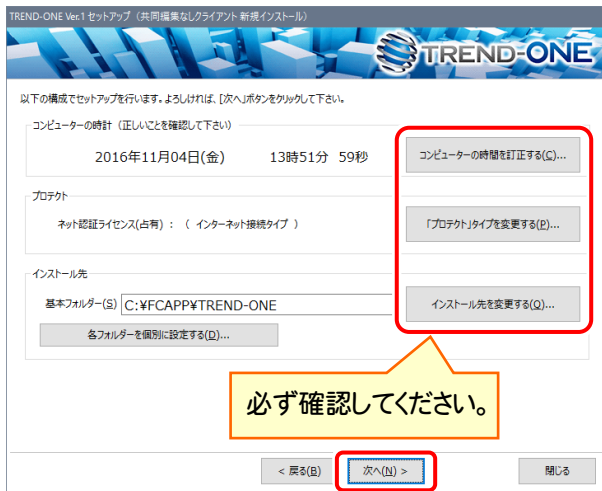 TREND-ONE Ver.1 セットアップ（共同編集なしクライアント 新規インストール）
TREND-ONE
以下の構成でセットアップを行います。よろしければ、[次へ]ボタンをクリックして下さい。
コンピューターの時計（正しいことを確認して下さい）
2016年11月04日(金) 13時51分 59秒
コンピューターの時間を訂正する(C)...
プロテクト
ネット認証ライセンス(占有) : ( インターネット接続タイプ )
「プロテクト」タイプを変更する(P)...
インストール先
基本フォルダー(S) C:¥FCAPP¥TREND-ONE
インストール先を変更する(Q)...
各フォルダーを個別に設定する(D)...
必ず確認してください。
< 戻る(B) 次へ(N) > 閉じる